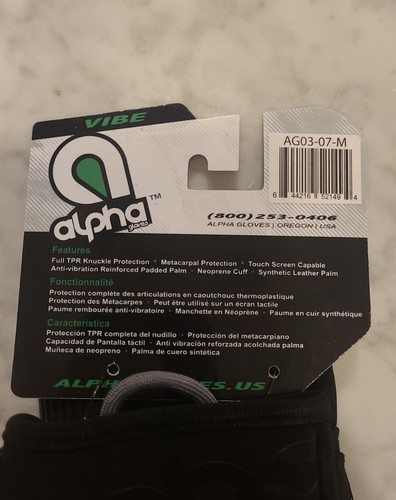 VIBE
AG03-07-M
6 44216 52149 4
alpha™
gloves
(800)253-0406
ALPHA GLOVES | OREGON | USA
Features
Full TPR Knuckle Protection · Metacarpal Protection · Touch Screen Capable
Anti-vibration Reinforced Padded Palm · Neoprene Cuff · Synthetic Leather Palm
Fonctionnalité
Protection complète des articulations en caoutchouc thermoplastique
Protection des Métacarpes · Peut être utilisé sur un écran tactile
Paume rembourrée anti-vibratoire · Manchette en Néoprène · Paume en cuir synthétique
Característica
Protección TPR completa del nudillo · Protección del metacarpiano
Capacidad de Pantalla táctil · Anti vibración reforzada acolchada palma
Muñeca de neopreno · Palma de cuero sintética